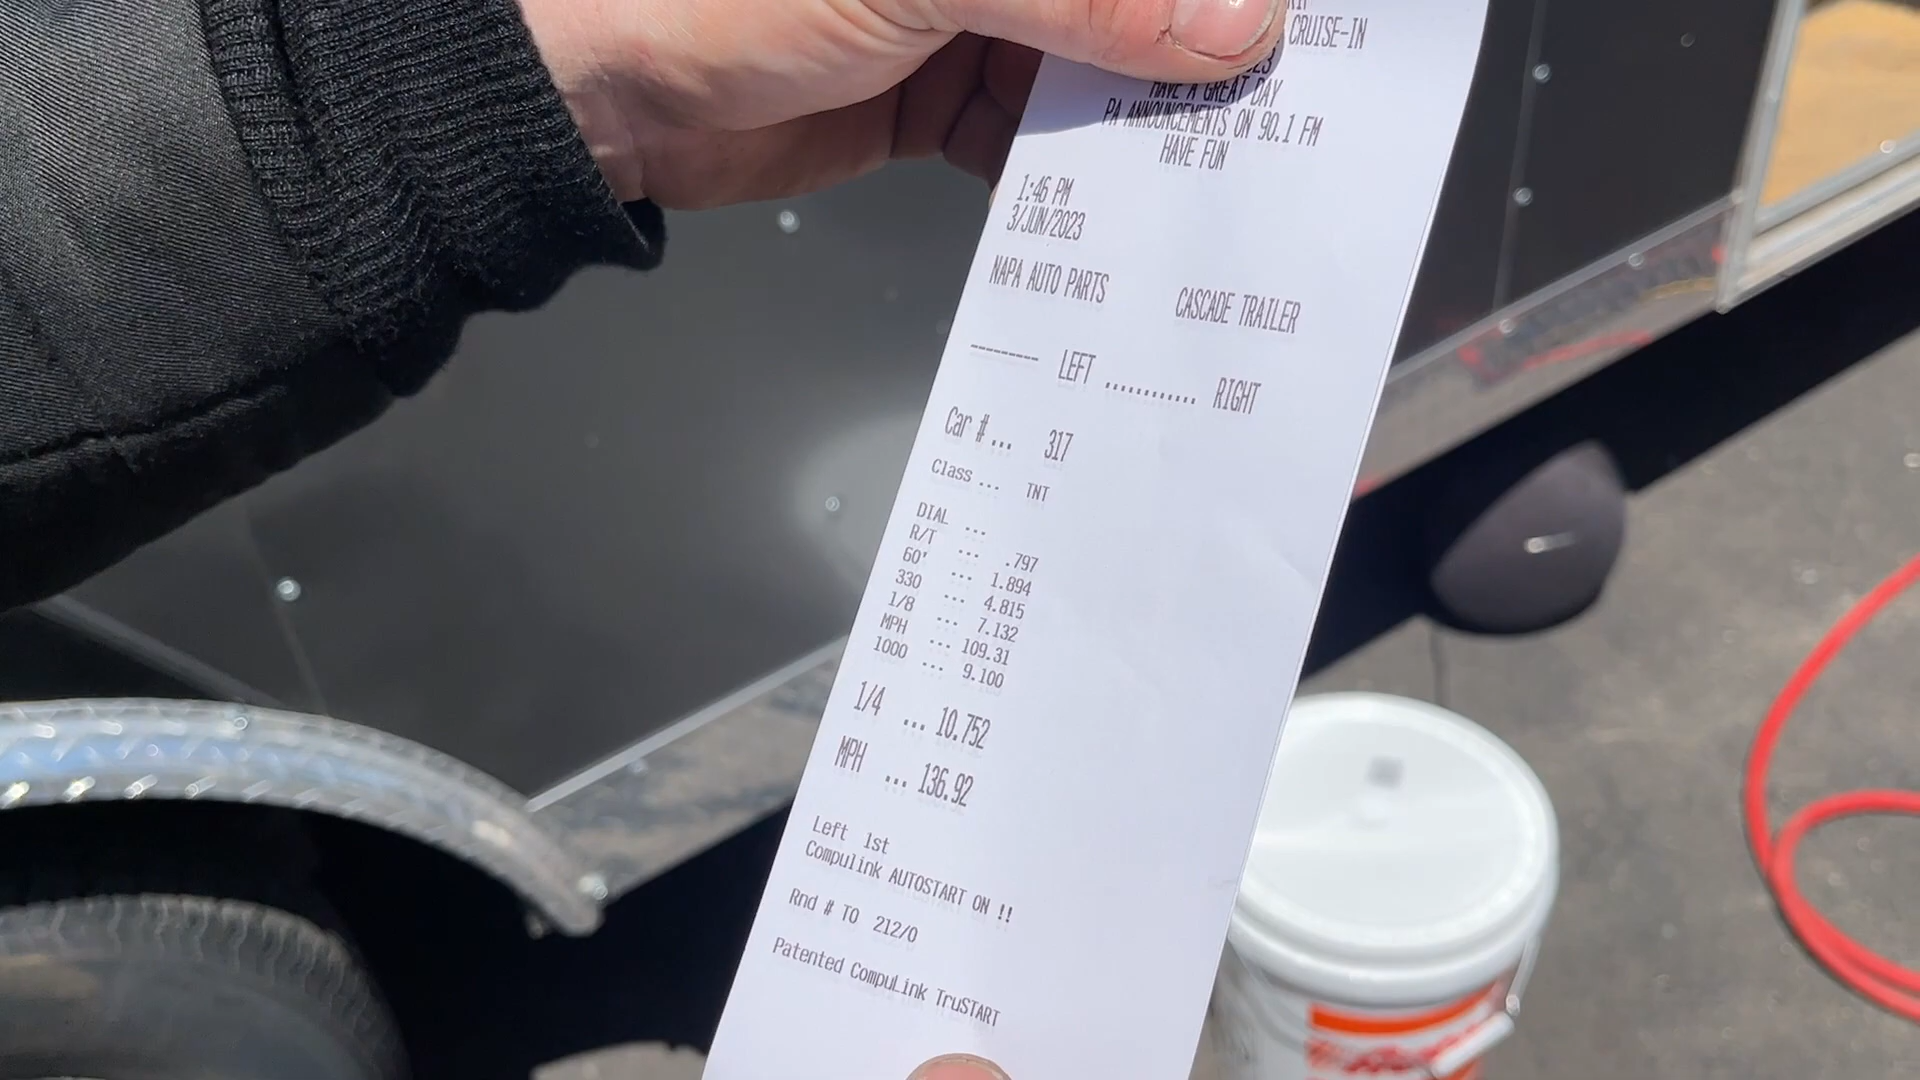 CRUISE-IN
HAVE A GREAT DAY
PA ANNOUNCEMENTS ON 90.1 FM
HAVE FUN
1:46 PM
3/JUN/2023
NAPA AUTO PARTS CASCADE TRAILER
------ LEFT ............ RIGHT
Car # ... 317
Class ... TNT
DIAL ...
R/T ... .797
60' ... 1.894
330 ... 4.815
1/8 ... 7.132
MPH ... 109.31
1000 ... 9.100
1/4 ... 10.752
MPH ... 136.92
Left 1st
Compulink AUTOSTART ON !!
Rnd # TO 212/0
Patented CompuLink TruSTART